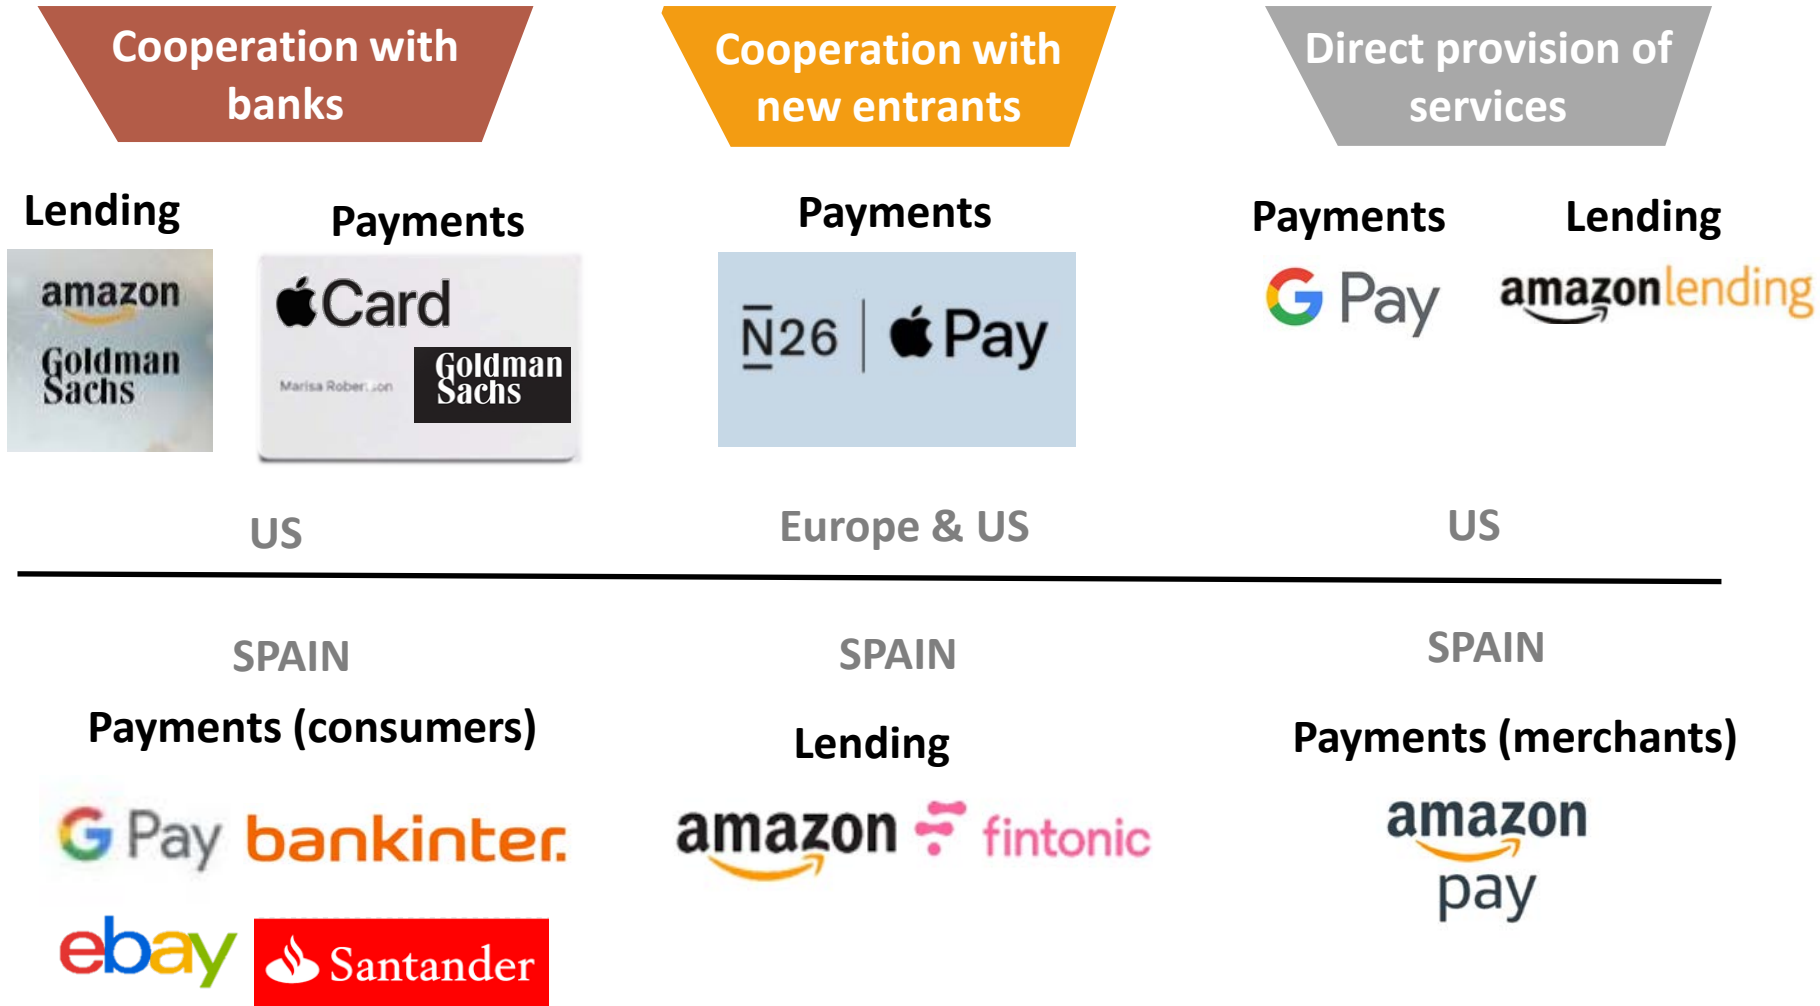 Cooperation with
banks
Cooperation with
new entrants
Direct provision of
services
Lending
Payments
amazon
Goldman
Sachs
Card
Marisa Robertson
Goldman
Sachs
Payments
N26 | Pay
Payments
Lending
G Pay
amazonlending
US
Europe & US
US
SPAIN
SPAIN
SPAIN
Payments (consumers)
Lending
Payments (merchants)
G Pay
bankinter.
ebay
Santander
amazon
fintonic
amazon
pay